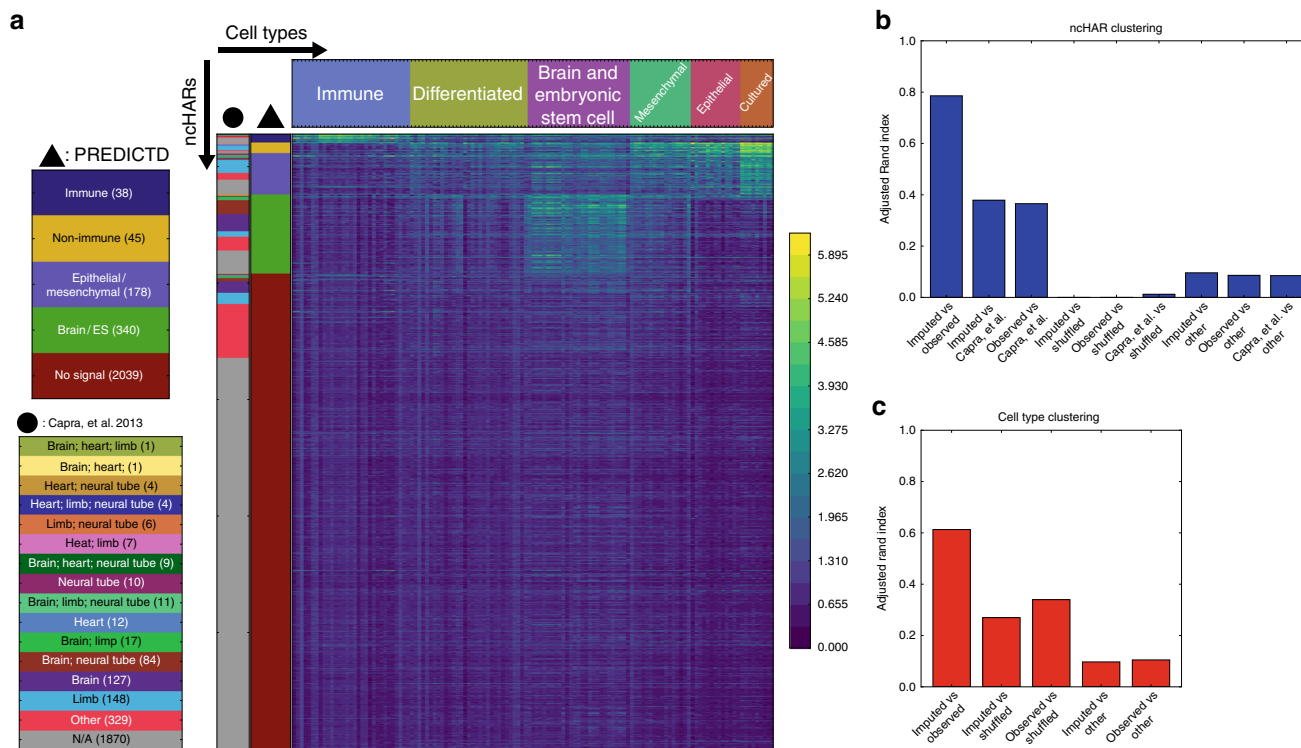 a
Cell types
ncHARs
Immune
Differentiated
Brain and
embryonic
stem cell
Mesenchymal
Epithelial
Cultured
: PREDICTD
Immune (38)
Non-immune (45)
Epithelial/
mesenchymal (178)
Brain/ES (340)
No signal (2039)
: Capra, et al. 2013
Brain; heart; limb (1)
Brain; heart; (1)
Heart; neural tube (4)
Heart; limb; neural tube (4)
Limb; neural tube (6)
Heat; limb (7)
Brain; heart; neural tube (9)
Neural tube (10)
Brain; limb; neural tube (11)
Heart (12)
Brain; limp (17)
Brain; neural tube (84)
Brain (127)
Limb (148)
Other (329)
N/A (1870)
5.895
5.240
4.585
3.930
3.275
2.620
1.965
1.310
0.655
0.000
b
ncHAR clustering
Adjusted Rand index
1.0
0.8
0.6
0.4
0.2
0.0
Imputed vs
observed
Imputed vs
Capra, et al.
Observed vs
Capra, et al.
Imputed vs
shuffled
Observed vs
shuffled
Capra, et al. vs
shuffled
Imputed vs
other
Observed vs
other
Capra, et al. vs
other
c
Cell type clustering
Adjusted rand index
1.0
0.8
0.6
0.4
0.2
0.0
Imputed vs
observed
Imputed vs
shuffled
Observed vs
shuffled
Imputed vs
other
Observed vs
other